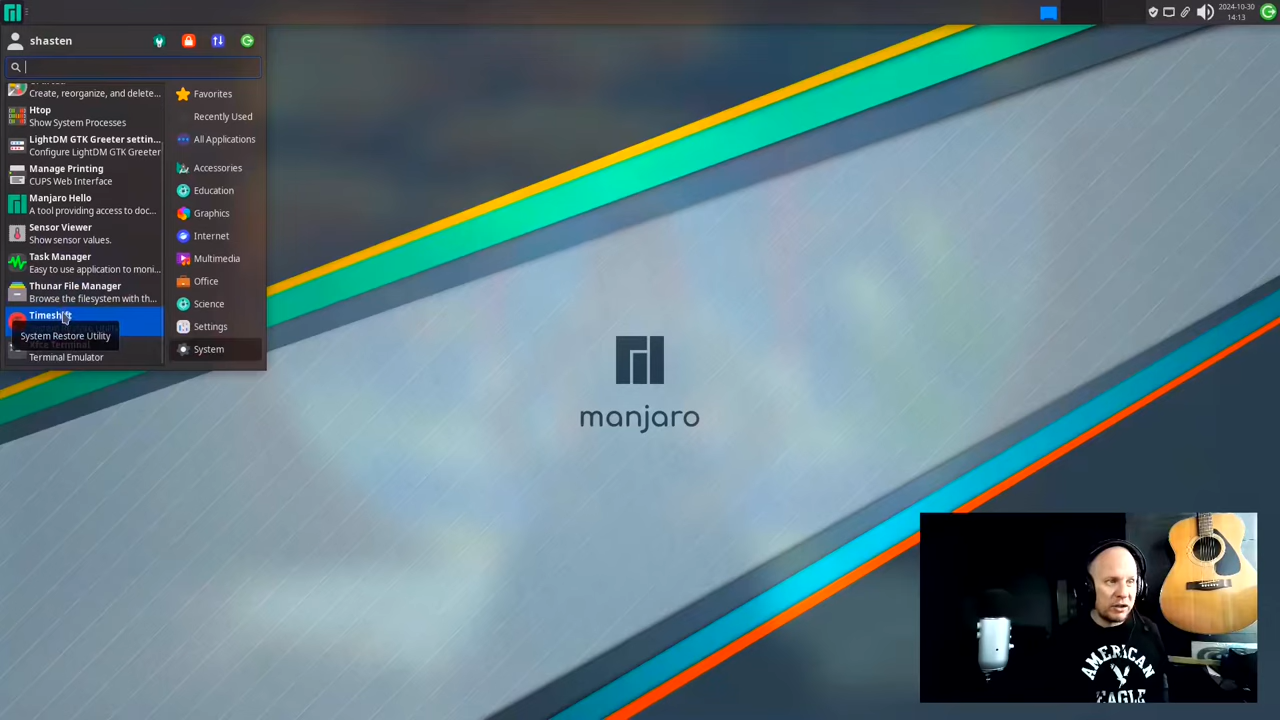 2024-10-30
14:13
shasten
Create, reorganize, and delete...
Htop
Show System Processes
LightDM GTK Greeter settin...
Configure LightDM GTK Greeter
Manage Printing
CUPS Web Interface
Manjaro Hello
A tool providing access to doc...
Sensor Viewer
Show sensor values.
Task Manager
Easy to use application to moni...
Thunar File Manager
Browse the filesystem with th...
Timeshift
System Restore Utility
Terminal Emulator
Favorites
Recently Used
All Applications
Accessories
Education
Graphics
Internet
Multimedia
Office
Science
Settings
System
manjaro
AMERICAN
EAGLE